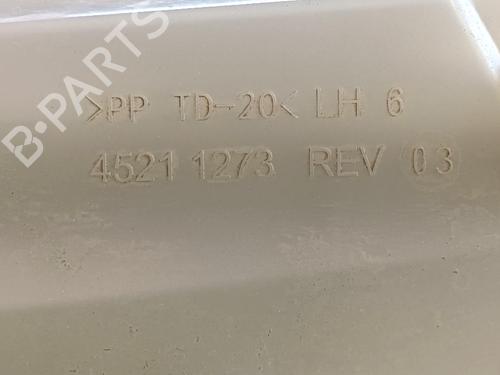 >PP TD-20< LH 6
4521 1273 REV 03
B-PARTS